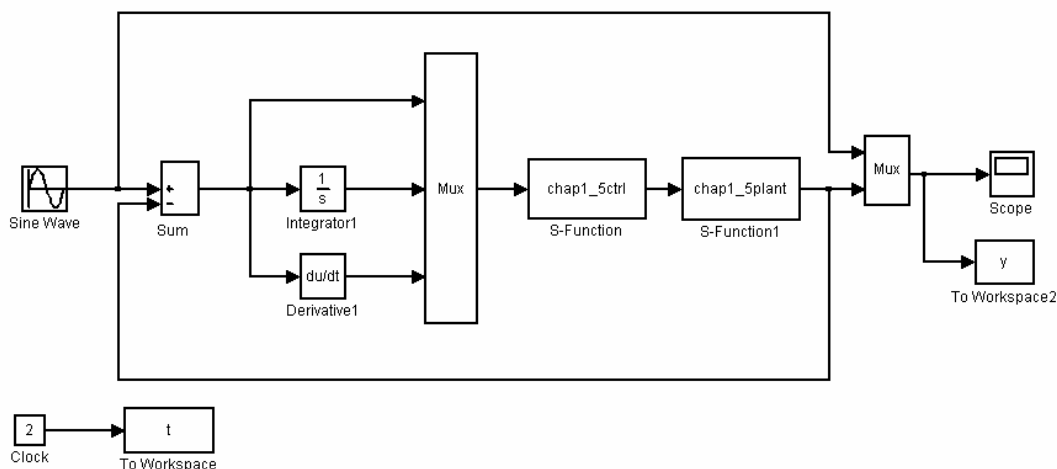 Sine Wave
+
−
Sum
1
s
Integrator1
du/dt
Derivative1
Mux
chap1_5ctrl
S-Function
chap1_5plant
S-Function1
Mux
Scope
y
To Workspace2
2
Clock
t
To Workspace